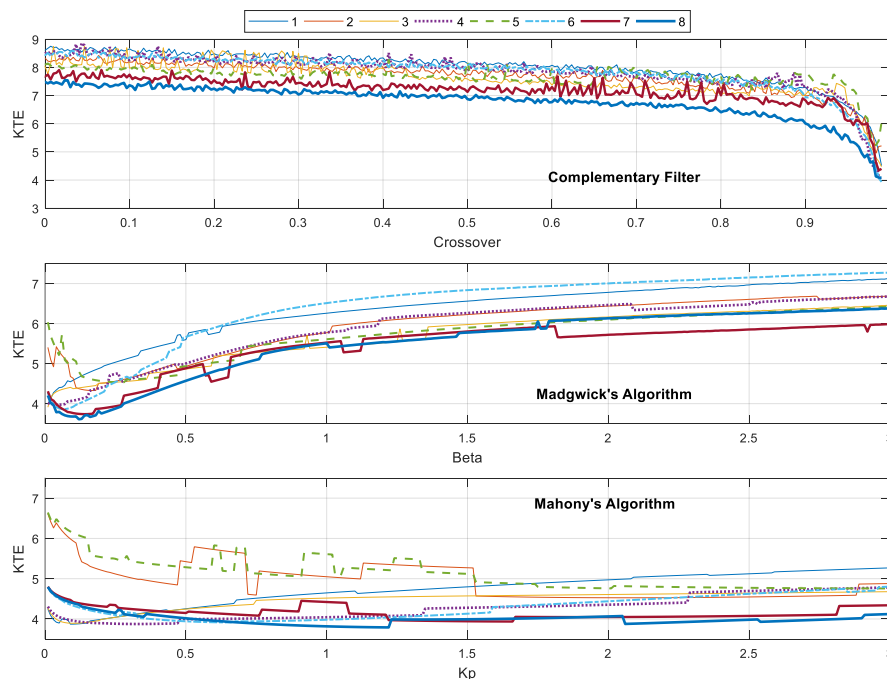 1 2 3 4 5 6 7 8
9
8
7
6
5
4
3
KTE
0 0.1 0.2 0.3 0.4 0.5 0.6 0.7 0.8 0.9
Crossover
Complementary Filter
7
6
5
4
KTE
0 0.5 1 1.5 2 2.5 3
Beta
Madgwick's Algorithm
7
6
5
4
KTE
0 0.5 1 1.5 2 2.5 3
Kp
Mahony's Algorithm